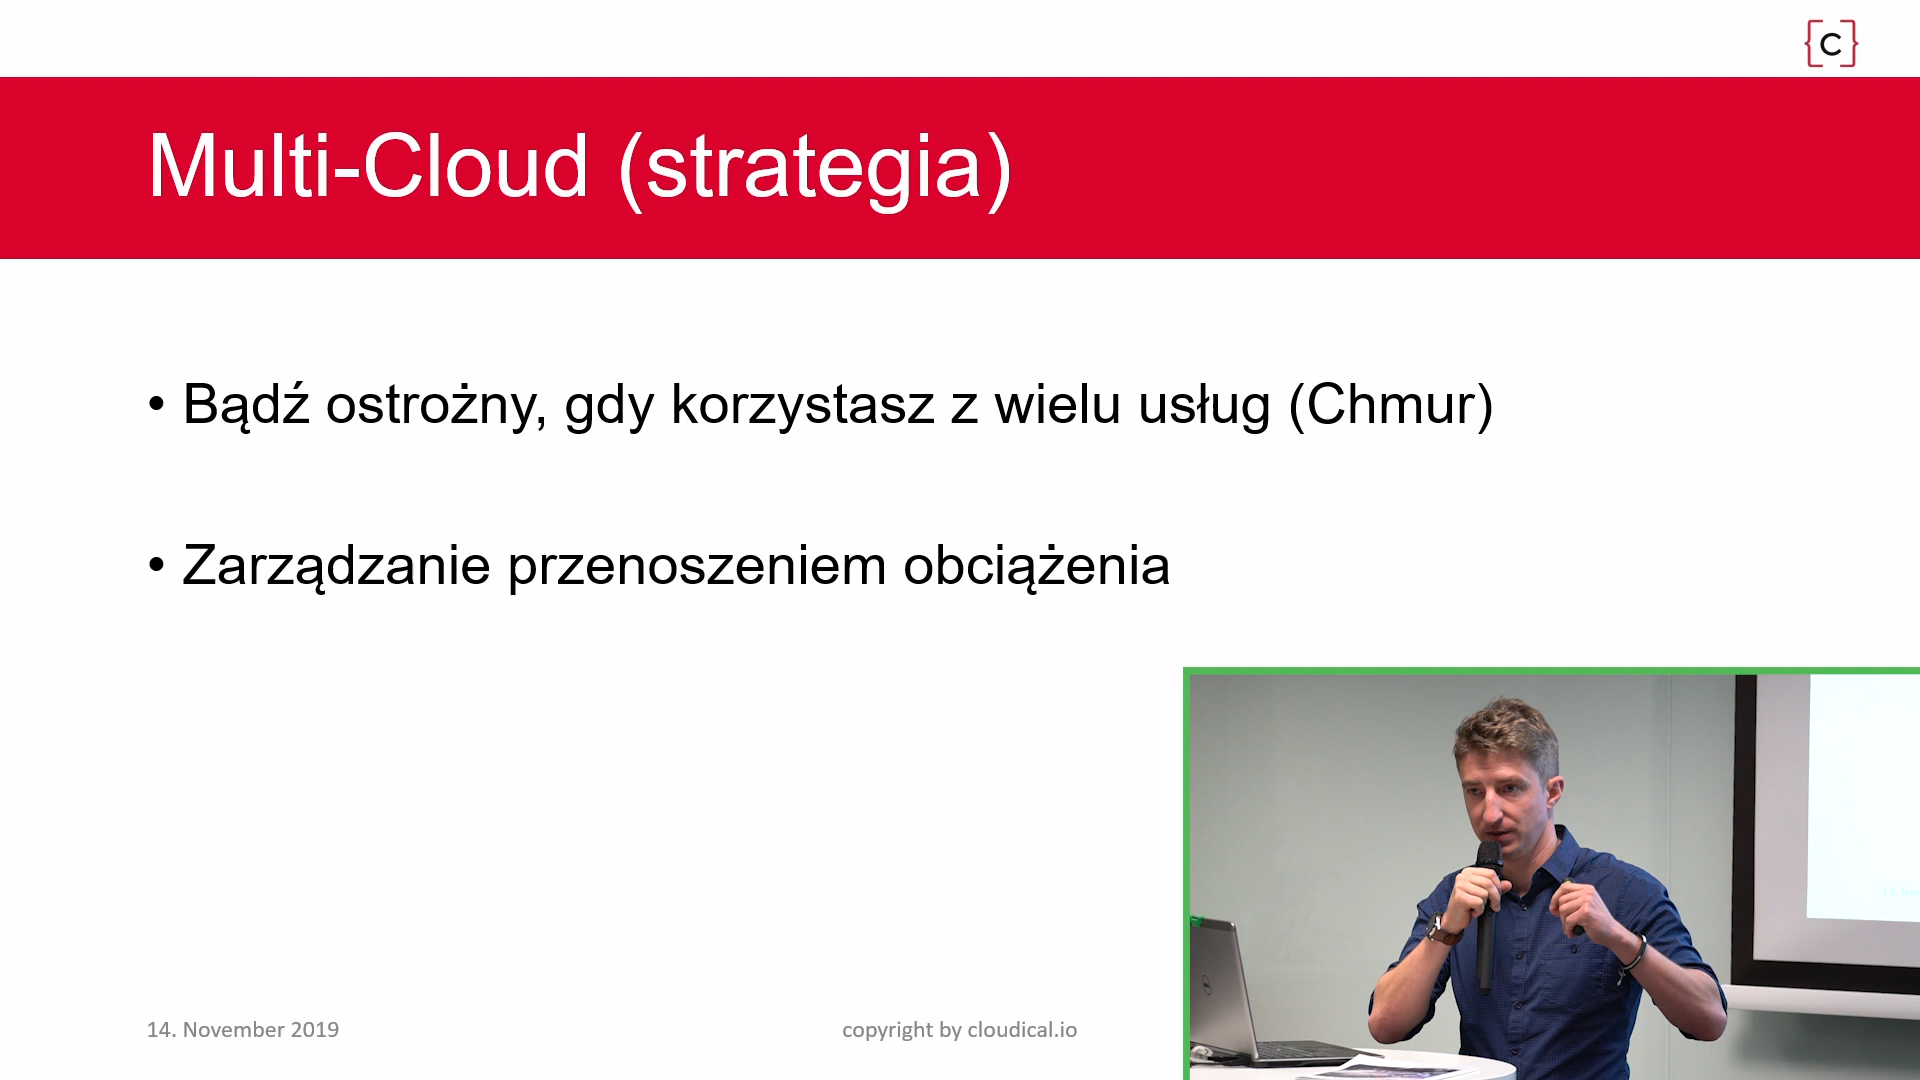 C
Multi-Cloud (strategia)
• Bądź ostrożny, gdy korzystasz z wielu usług (Chmur)
• Zarządzanie przenoszeniem obciążenia
14. November 2019
copyright by cloudical.io